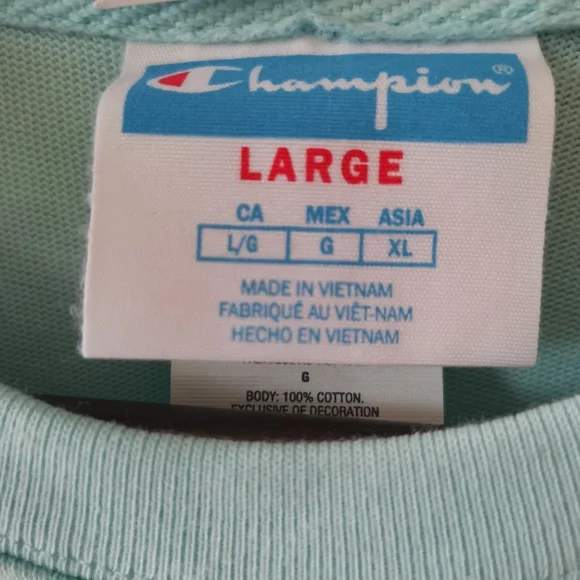 Champion®
LARGE
CA MEX ASIA
L/G G XL
MADE IN VIETNAM
FABRIQUÉ AU VIÊT-NAM
HECHO EN VIETNAM
G
BODY: 100% COTTON.
EXCLUSIVE OF DECORATION